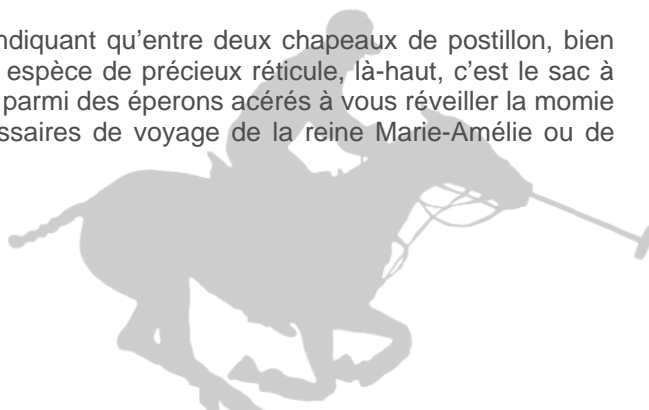 ndiquant qu’entre deux chapeaux de postillon, bien
espèce de précieux réticule, là-haut, c’est le sac à
parmi des éperons acérés à vous réveiller la momie
ssaires de voyage de la reine Marie-Amélie ou de